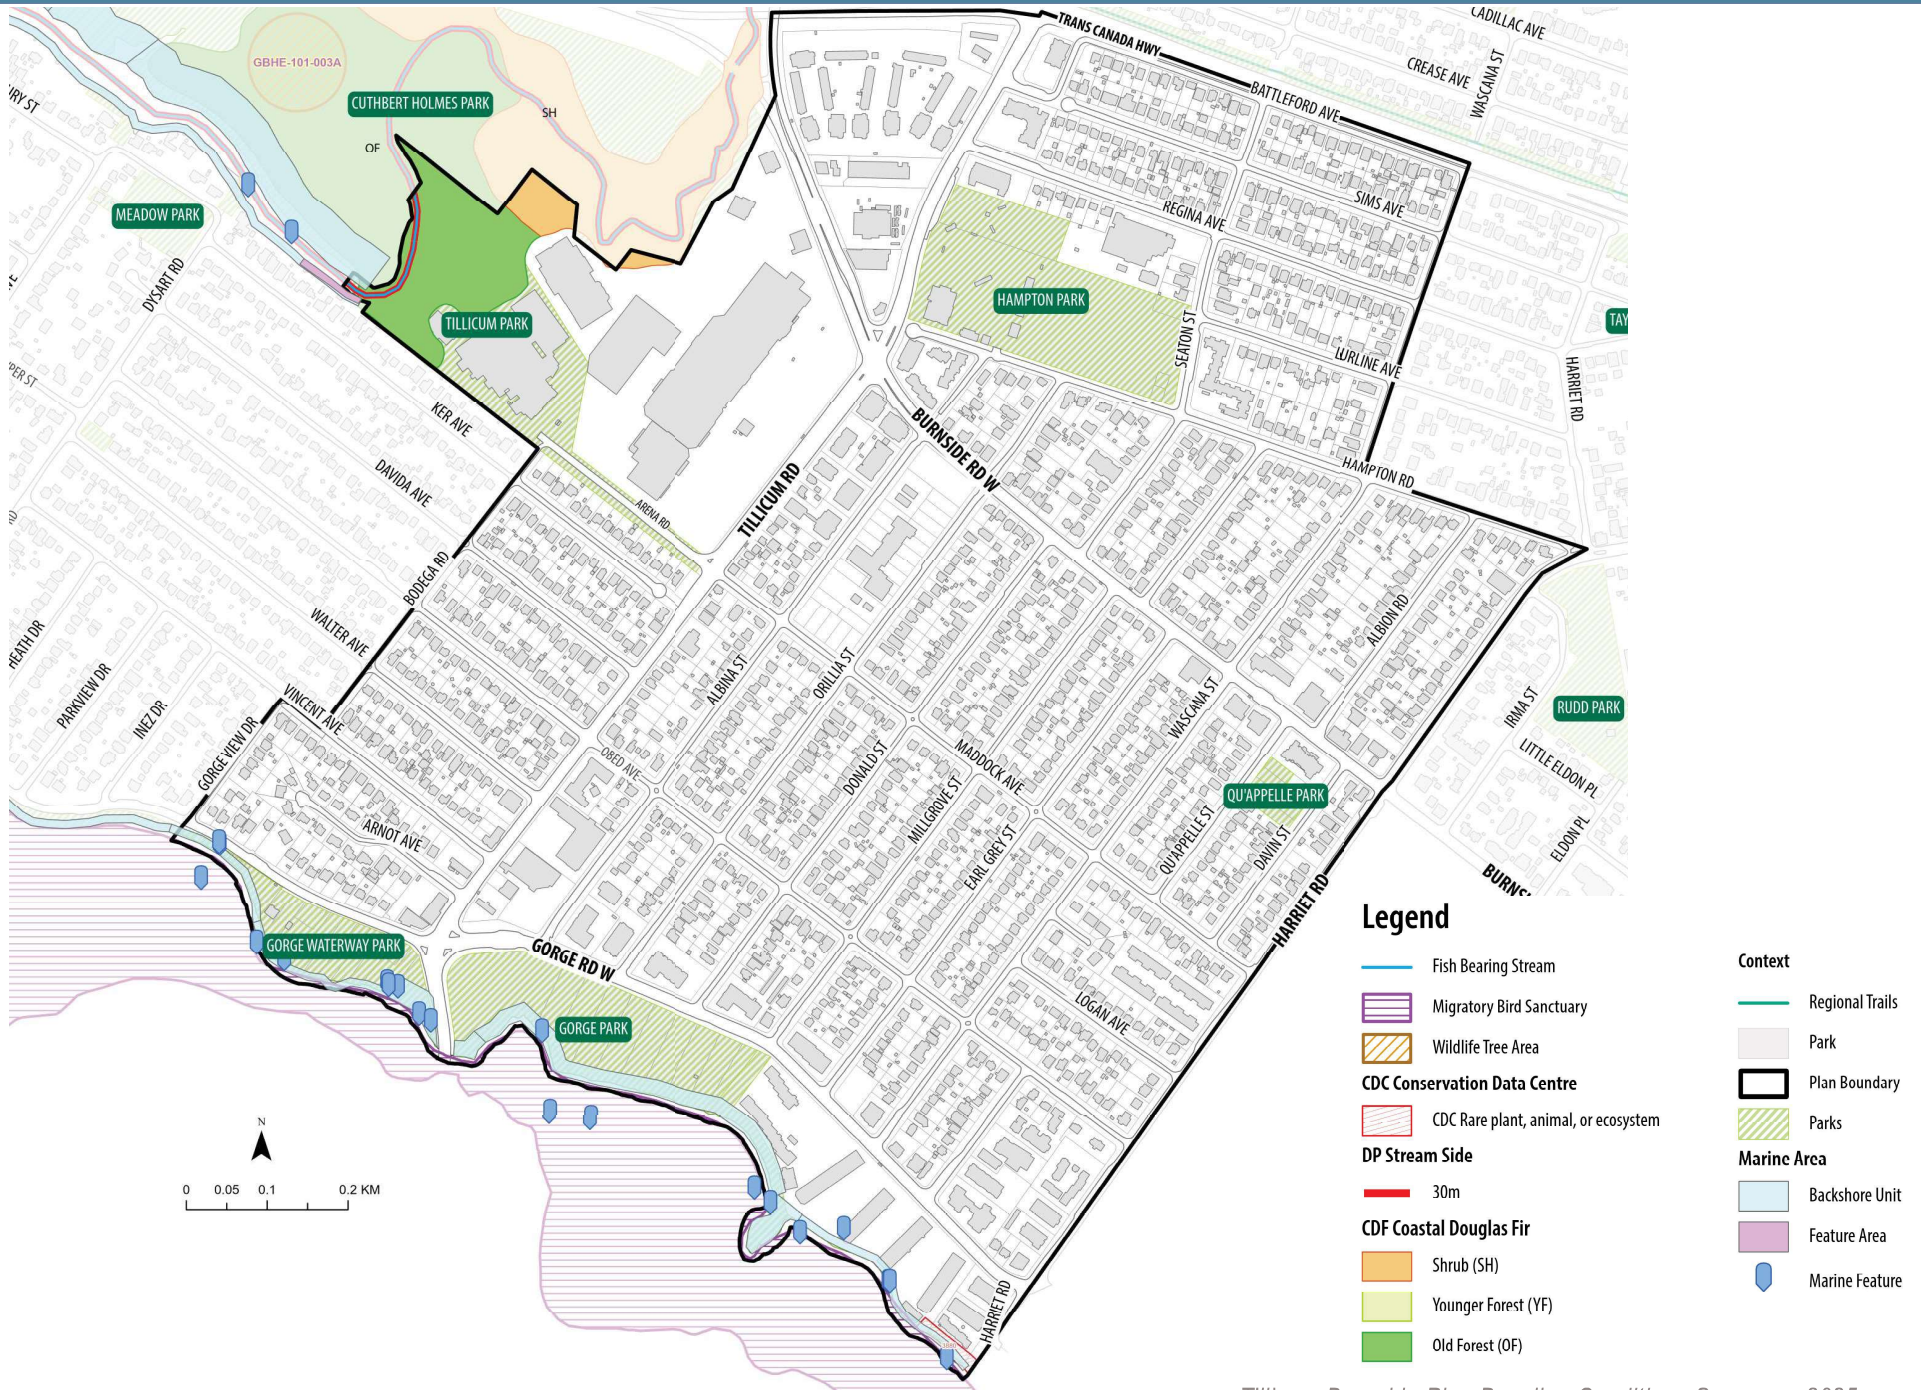 CADILLAC AVE
TRANS CANADA HWY
CREASE AVE
WASCANA ST
GBHE-101-003A
BATTLEFORD AVE
CUTHBERT HOLMES PARK
SH
OF
SIMS AVE
REGINA AVE
MEADOW PARK
DYSART RD
HAMPTON PARK
TILLICUM PARK
SEATON ST
LURLINE AVE
HARRIET RD
KER AVE
BURNSIDE RD W
HAMPTON RD
DAVIDA AVE
TILLICUM RD
ARENA RD
BODEGA RD
ALBION RD
WALTER AVE
HEATH DR
PARKVIEW DR
INEZ DR
VINCENT AVE
GORGEVIEW DR
ALBINA ST
ORILLIA ST
WASCANA ST
IRMA ST
RUDD PARK
LITTLE ELDON PL
OBED AVE
DONALD ST
MADDOCK AVE
MILLGROVE ST
QU'APPELLE PARK
QU'APPELLE ST
DAVIN ST
ELDON PL
ARNOT AVE
EARL GREY ST
HARRIET RD
GORGE WATERWAY PARK
GORGE RD W
GORGE PARK
LOGAN AVE
HARRIET RD
N
0 0.05 0.1 0.2 KM
Legend
Fish Bearing Stream
Migratory Bird Sanctuary
Wildlife Tree Area
CDC Conservation Data Centre
CDC Rare plant, animal, or ecosystem
DP Stream Side
30m
CDF Coastal Douglas Fir
Shrub (SH)
Younger Forest (YF)
Old Forest (OF)
Context
Regional Trails
Park
Plan Boundary
Parks
Marine Area
Backshore Unit
Feature Area
Marine Feature